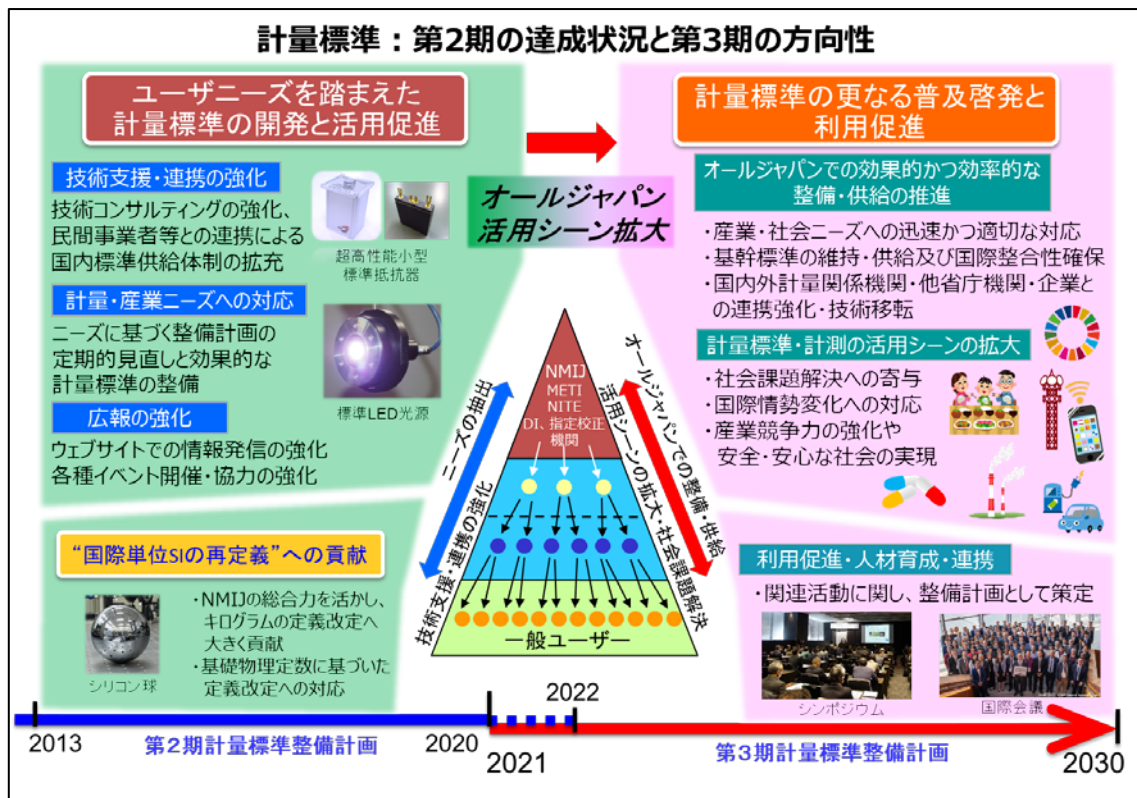 計量標準：第2期の達成状況と第3期の方向性
ユーザニーズを踏まえた
計量標準の開発と活用促進
技術支援・連携の強化
技術コンサルティングの強化、
民間事業者等との連携による
国内標準供給体制の拡充
超高性能小型
標準抵抗器
計量・産業ニーズへの対応
ニーズに基づく整備計画の
定期的見直しと効果的な
計量標準の整備
標準LED光源
広報の強化
ウェブサイトでの情報発信の強化
各種イベント開催・協力の強化
“国際単位SIの再定義”への貢献
・NMIJの総合力を活かし、
キログラムの定義改定へ
大きく貢献
・基礎物理定数に基づいた
定義改定への対応
シリコン球
オールジャパン
活用シーン拡大
NMIJ
METI
NITE
DI、指定校正
機関
一般ユーザー
ニーズの抽出
技術支援・連携の強化
オールジャパンでの整備・供給
活用シーンの拡大・社会課題解決
計量標準の更なる普及啓発と
利用促進
オールジャパンでの効果的かつ効率的な
整備・供給の推進
・産業・社会ニーズへの迅速かつ適切な対応
・基幹標準の維持・供給及び国際整合性確保
・国内外計量関係機関・他省庁機関・企業と
の連携強化・技術移転
計量標準・計測の活用シーンの拡大
・社会課題解決への寄与
・国際情勢変化への対応
・産業競争力の強化や
安全・安心な社会の実現
利用促進・人材育成・連携
・関連活動に関し、整備計画として策定
シンポジウム
国際会議
2013
第2期計量標準整備計画
2020
2021
2022
第3期計量標準整備計画
2030